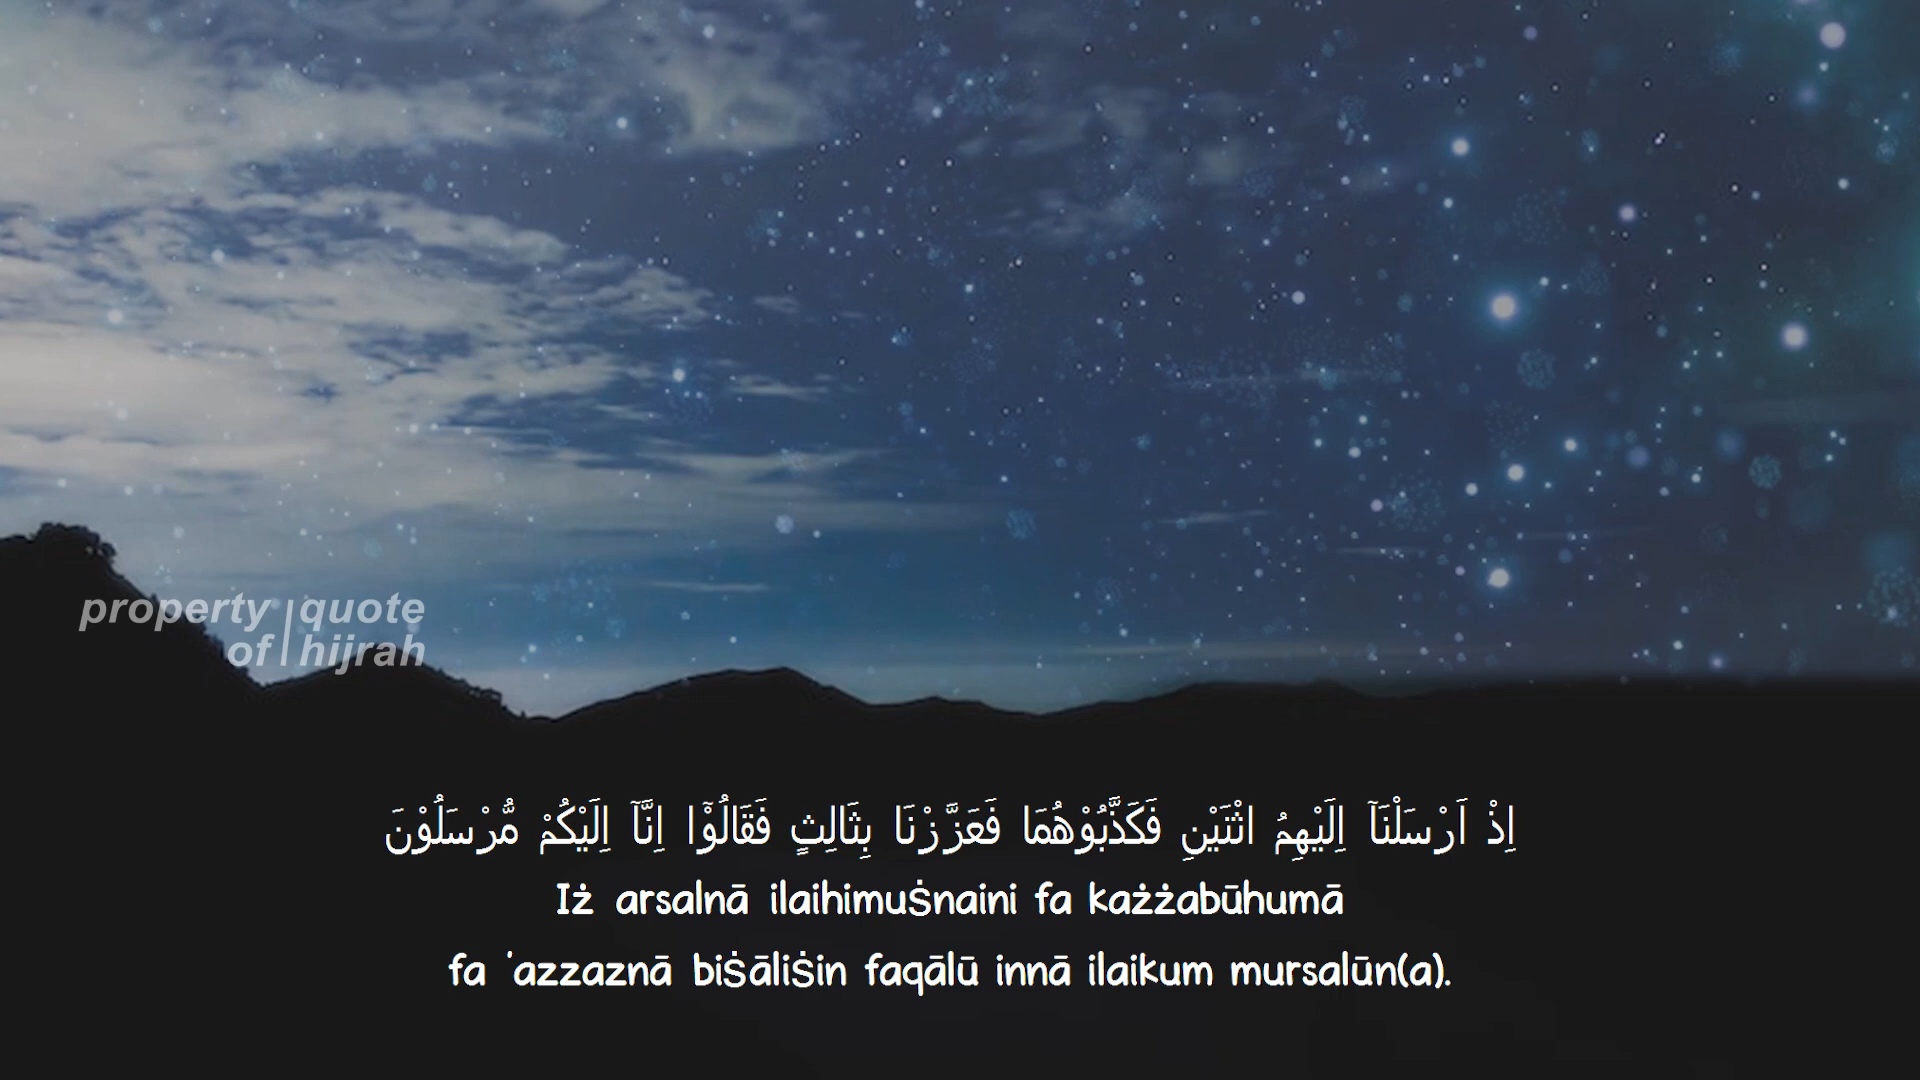 property quote
of hijrah
اِذْ اَرْسَلْنَآ اِلَيْهِمُ اثْنَيْنِ فَكَذَّبُوْهُمَا فَعَزَّزْنَا بِثَالِثٍ فَقَالُوْٓا اِنَّآ اِلَيْكُمْ مُّرْسَلُوْنَ
Iż arsalnā ilaihimuṡnaini fa każżabūhumā
fa ‘azzaznā biṡāliṡin faqālū innā ilaikum mursalūn(a).